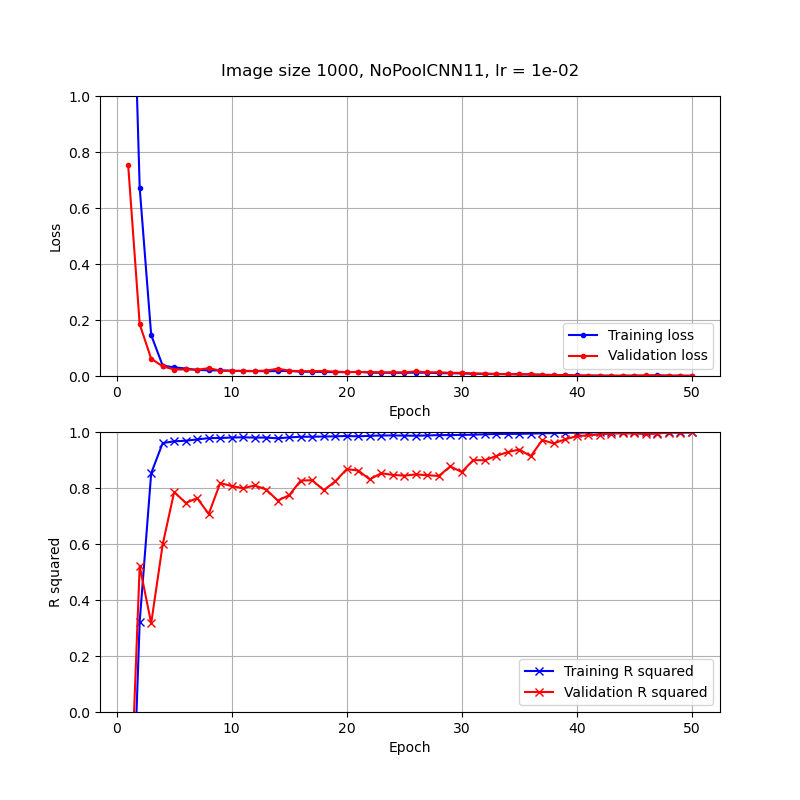 Image size 1000, NoPoolCNN11, lr = 1e-02
1.0
0.8
0.6
0.4
0.2
0.0
Loss
Training loss
Validation loss
0 10 20 30 40 50
Epoch
1.0
0.8
0.6
0.4
0.2
0.0
R squared
Training R squared
Validation R squared
0 10 20 30 40 50
Epoch